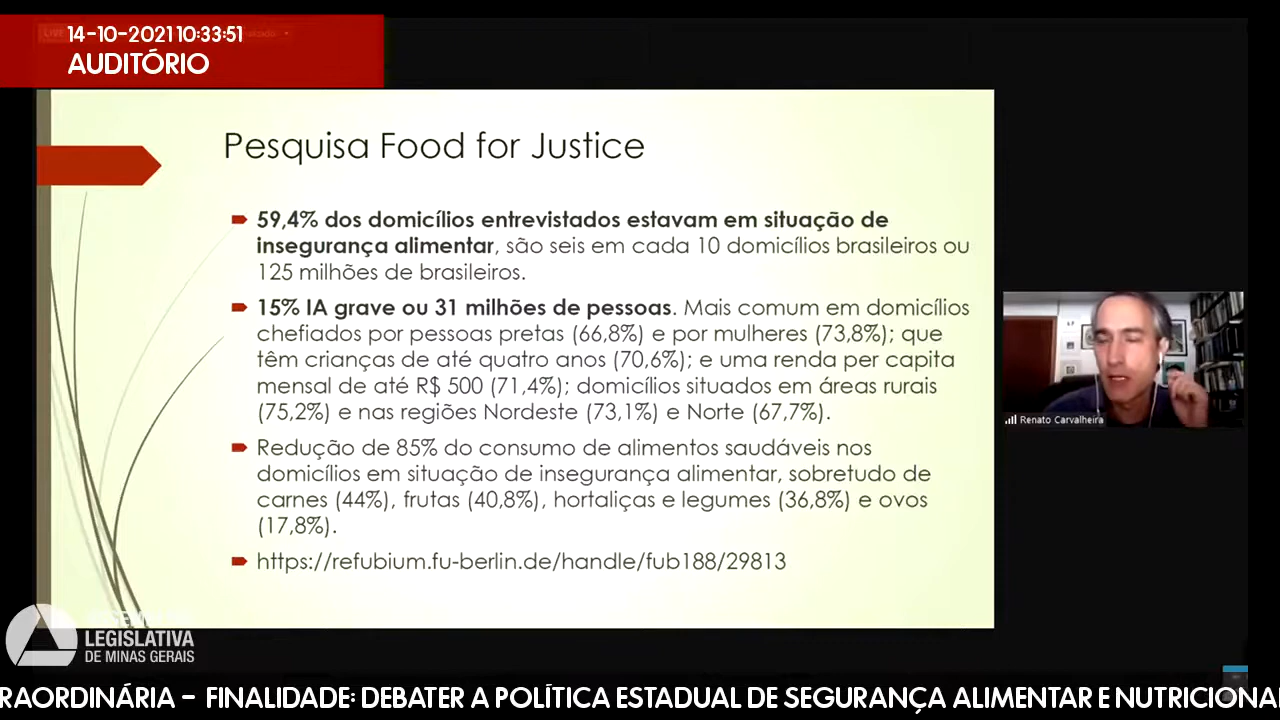 14-10-2021 10:33:51
AUDITÓRIO
Pesquisa Food for Justice
59,4% dos domicílios entrevistados estavam em situação de
insegurança alimentar, são seis em cada 10 domicílios brasileiros ou
125 milhões de brasileiros.
15% IA grave ou 31 milhões de pessoas. Mais comum em domicílios
chefiados por pessoas pretas (66,8%) e por mulheres (73,8%); que
têm crianças de até quatro anos (70,6%); e uma renda per capita
mensal de até R$ 500 (71,4%); domicílios situados em áreas rurais
(75,2%) e nas regiões Nordeste (73,1%) e Norte (67,7%).
Redução de 85% do consumo de alimentos saudáveis nos
domicílios em situação de insegurança alimentar, sobretudo de
carnes (44%), frutas (40,8%), hortaliças e legumes (36,8%) e ovos
(17,8%).
https://refubium.fu-berlin.de/handle/fub188/29813
Renato Carvalheira
LEGISLATIVA
DE MINAS GERAIS
RAORDINÁRIA - FINALIDADE: DEBATER A POLÍTICA ESTADUAL DE SEGURANÇA ALIMENTAR E NUTRICIONA